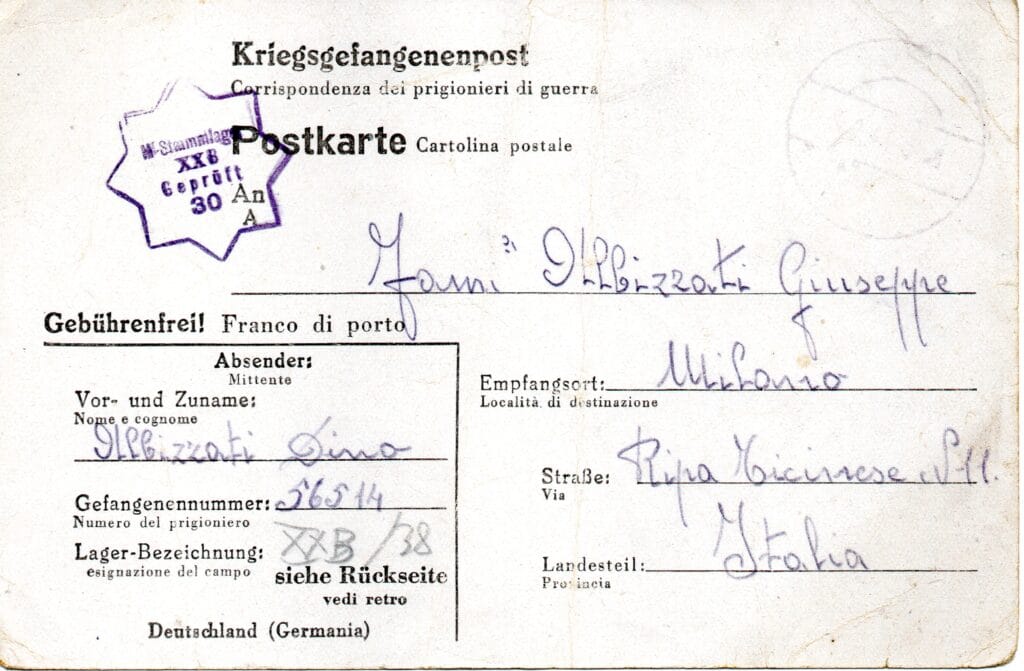 Kriegsgefangenenpost
Corrispondenza dei prigionieri di guerra
Postkarte Cartolina postale
M-Stammlager
XXB
Geprüft
30
An
A
Fam. Albizzati Giuseppe
Gebührenfrei! Franco di porto
Absender:
Mittente
Vor- und Zuname:
Nome e cognome
Albizzati Dino
Gefangenennummer: 56514
Numero del prigioniero
Lager-Bezeichnung: XXB/38
esignazione del campo
siehe Rückseite
vedi retro
Deutschland (Germania)
Empfangsort: Milano
Località di destinazione
Straße: Ripa Ticinese N 11.
Via
Landesteil: Italia
Provincia